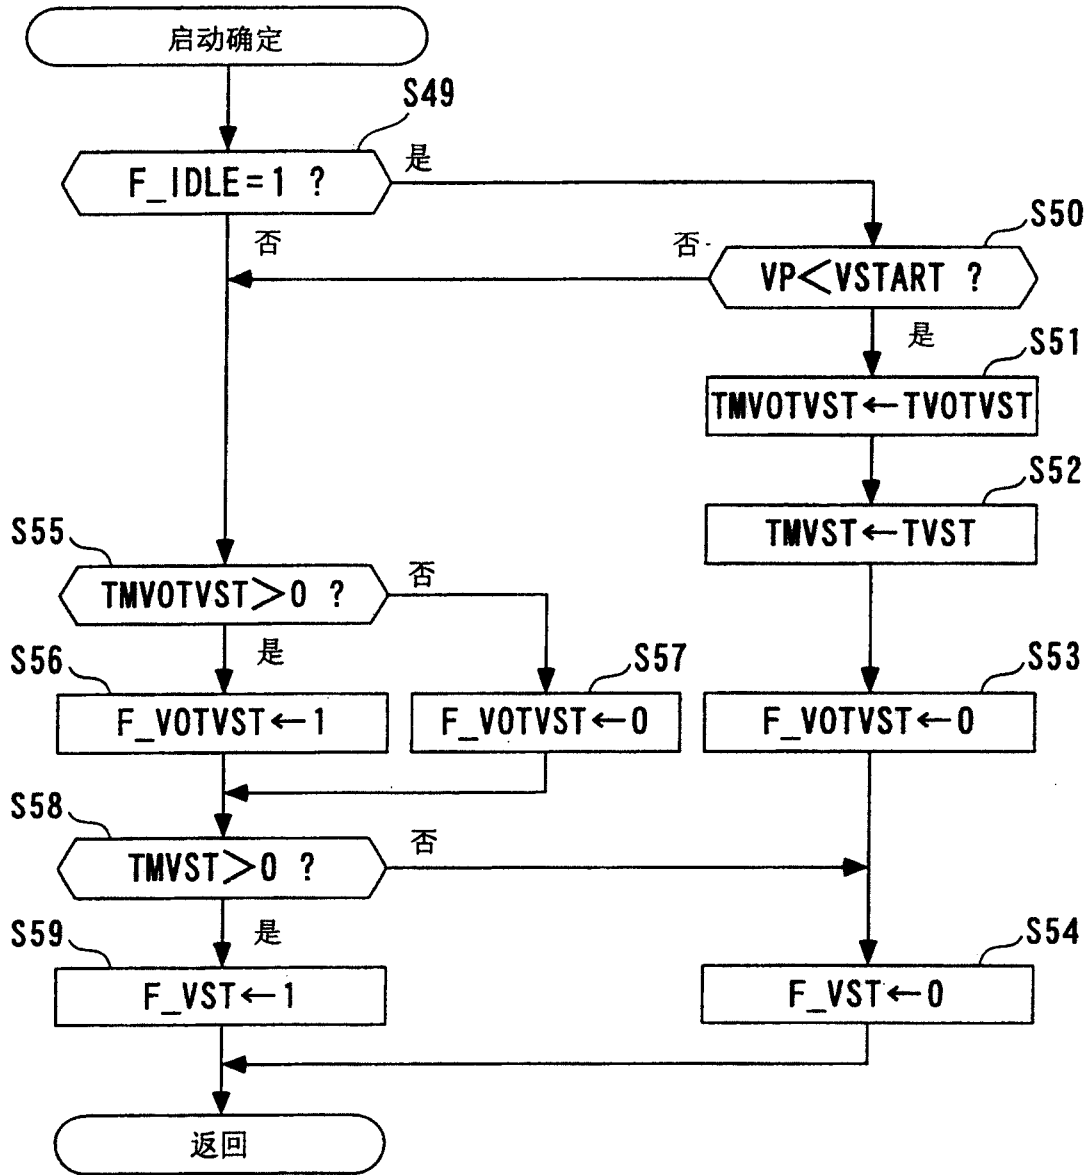 启动确定
S49
F_IDLE=1 ?
是
否
S50
否
VP<VSTART ?
是
S51
TMVOTVST←TVOTVST
S52
TMVST←TVST
S55
TMVOTVST>0 ?
否
是
S56
F_VOTVST←1
S57
F_VOTVST←0
S53
F_VOTVST←0
S58
TMVST>0 ?
否
是
S59
F_VST←1
S54
F_VST←0
返回